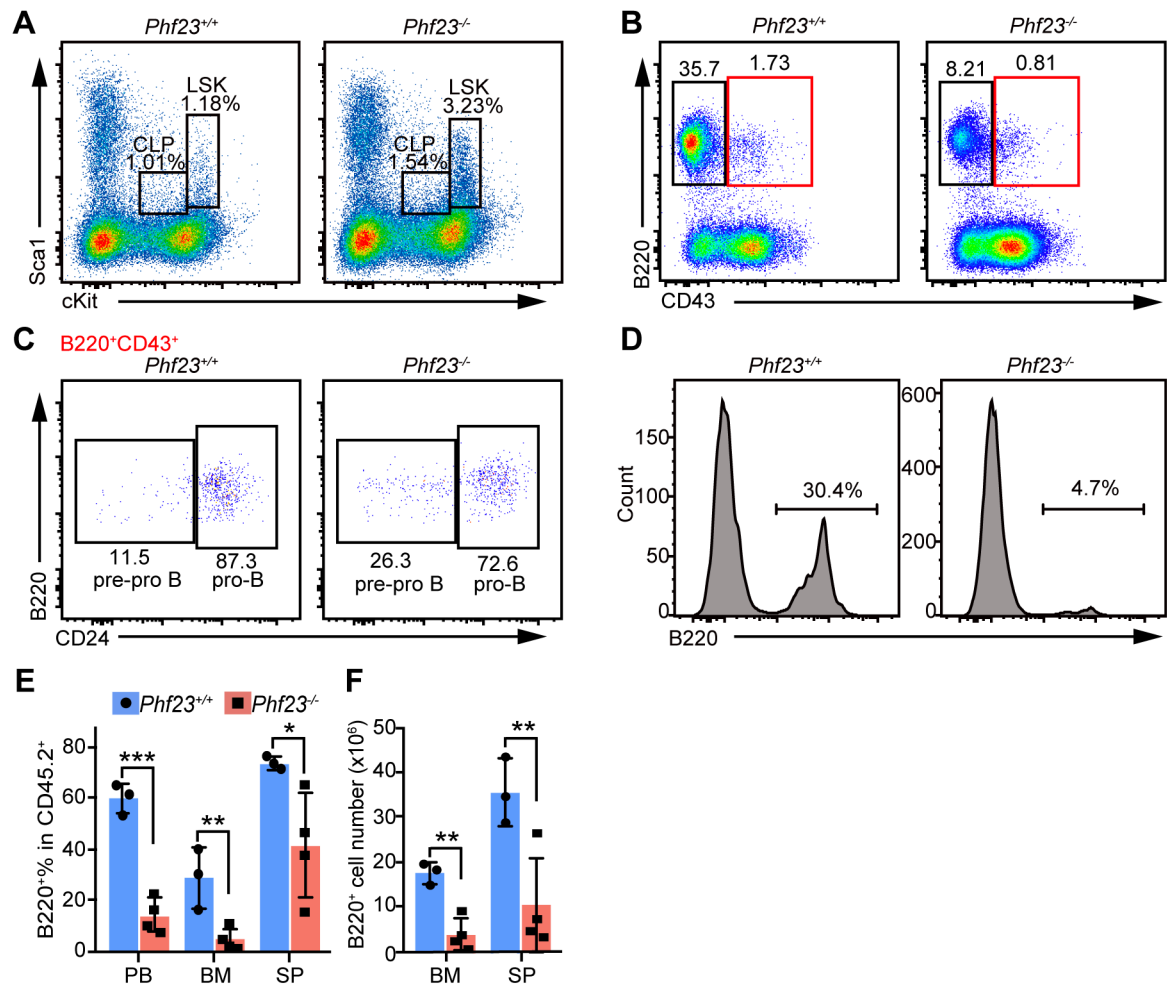 A
Phf23+/+
Phf23-/-
Sca1
cKit
LSK
1.18%
CLP
1.01%
LSK
3.23%
CLP
1.54%
B
Phf23+/+
Phf23-/-
35.7
1.73
8.21
0.81
B220
CD43
C
B220+CD43+
Phf23+/+
Phf23-/-
11.5
pre-pro B
87.3
pro-B
26.3
pre-pro B
72.6
pro-B
B220
CD24
D
Phf23+/+
Phf23-/-
Count
150
100
50
0
30.4%
600
400
200
0
4.7%
B220
E
Phf23+/+
Phf23-/-
B220+% in CD45.2+
80
60
40
20
0
***
**
*
PB
BM
SP
F
B220+ cell number (x10⁶)
50
40
30
20
10
0
**
**
BM
SP